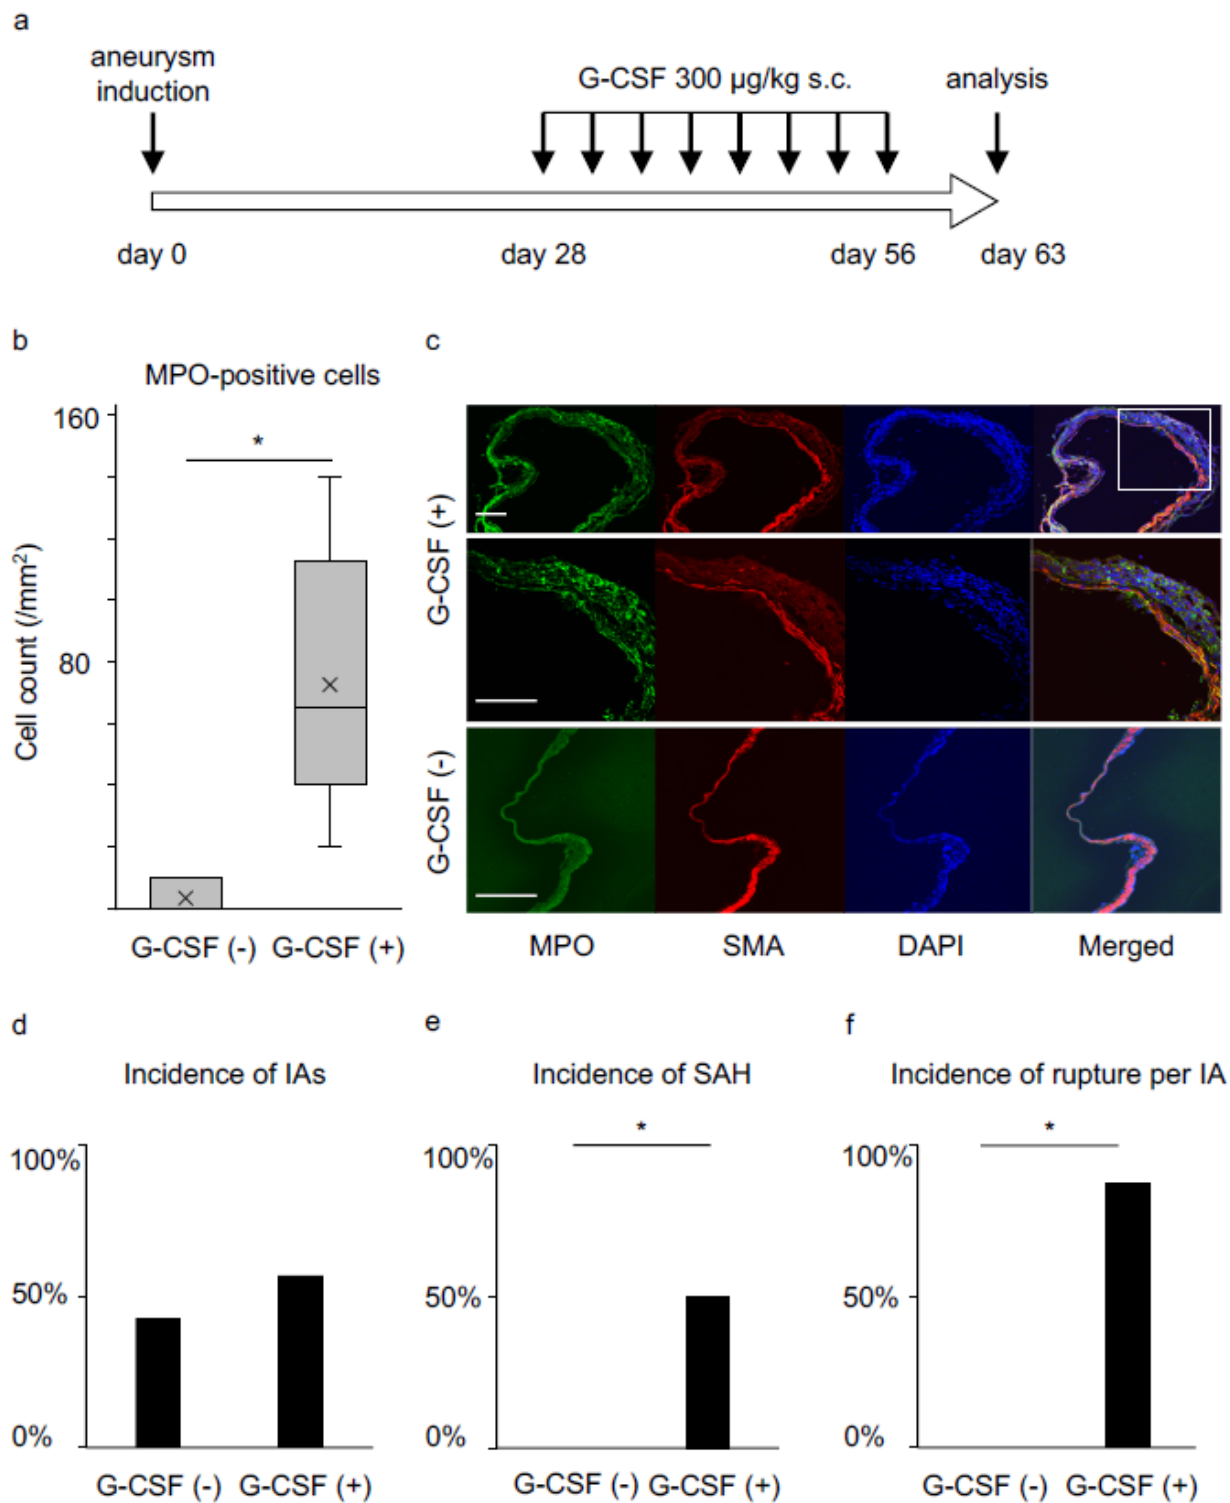 a
aneurysm
induction
G-CSF 300 µg/kg s.c.
analysis
day 0
day 28
day 56
day 63
b
MPO-positive cells
160
80
Cell count (/mm²)
*
×
×
G-CSF (-)
G-CSF (+)
c
G-CSF (+)
G-CSF (-)
MPO
SMA
DAPI
Merged
d
Incidence of IAs
100%
50%
0%
G-CSF (-)
G-CSF (+)
e
Incidence of SAH
*
100%
50%
0%
G-CSF (-)
G-CSF (+)
f
Incidence of rupture per IA
*
100%
50%
0%
G-CSF (-)
G-CSF (+)